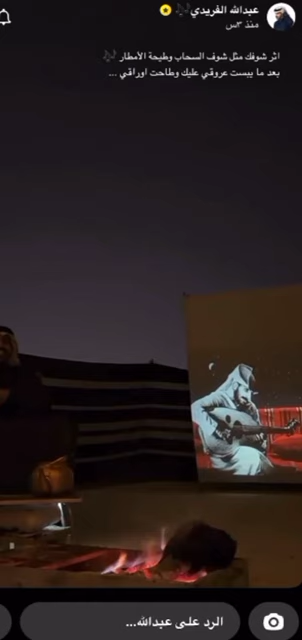 عبدالله الفريدي🎶
منذ ٣س
اثر شوفك مثل شوف السحاب وطيحة الأمطار 🎶
بعد ما يبست عروقي عليك وطاحت اوراقي ...
الرد على عبدالله...